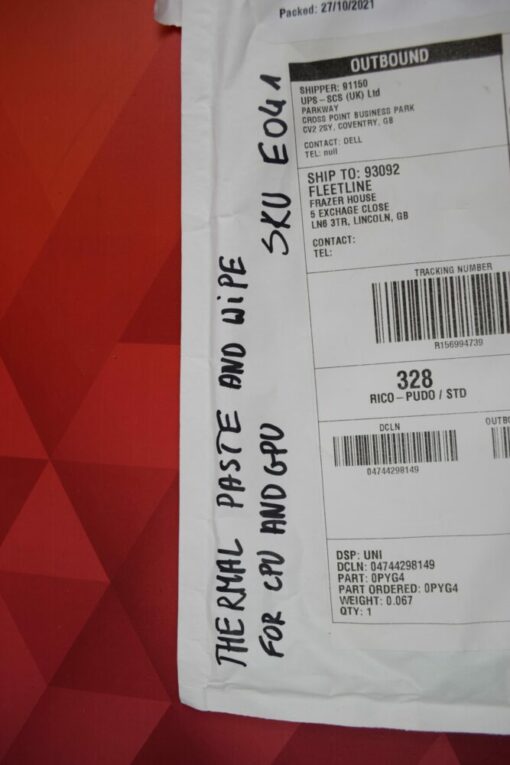 Packed: 27/10/2021
OUTBOUND
SHIPPER: 91150
UPS-SCS (UK) Ltd
PARKWAY
CROSS POINT BUSINESS PARK
CV2 2SY, COVENTRY, GB
CONTACT: DELL
TEL: null
SHIP TO: 93092
FLEETLINE
FRAZER HOUSE
5 EXCHAGE CLOSE
LN6 3TR, LINCOLN, GB
CONTACT:
TEL:
TRACKING NUMBER
R156994739
328
RICO-PUDO / STD
DCLN
04744298149
DSP: UNI
DCLN: 04744298149
PART: 0PYG4
PART ORDERED: 0PYG4
WEIGHT: 0.067
QTY: 1
THERMAL PASTE AND WIPE
FOR CPU AND GPU
SKU E041